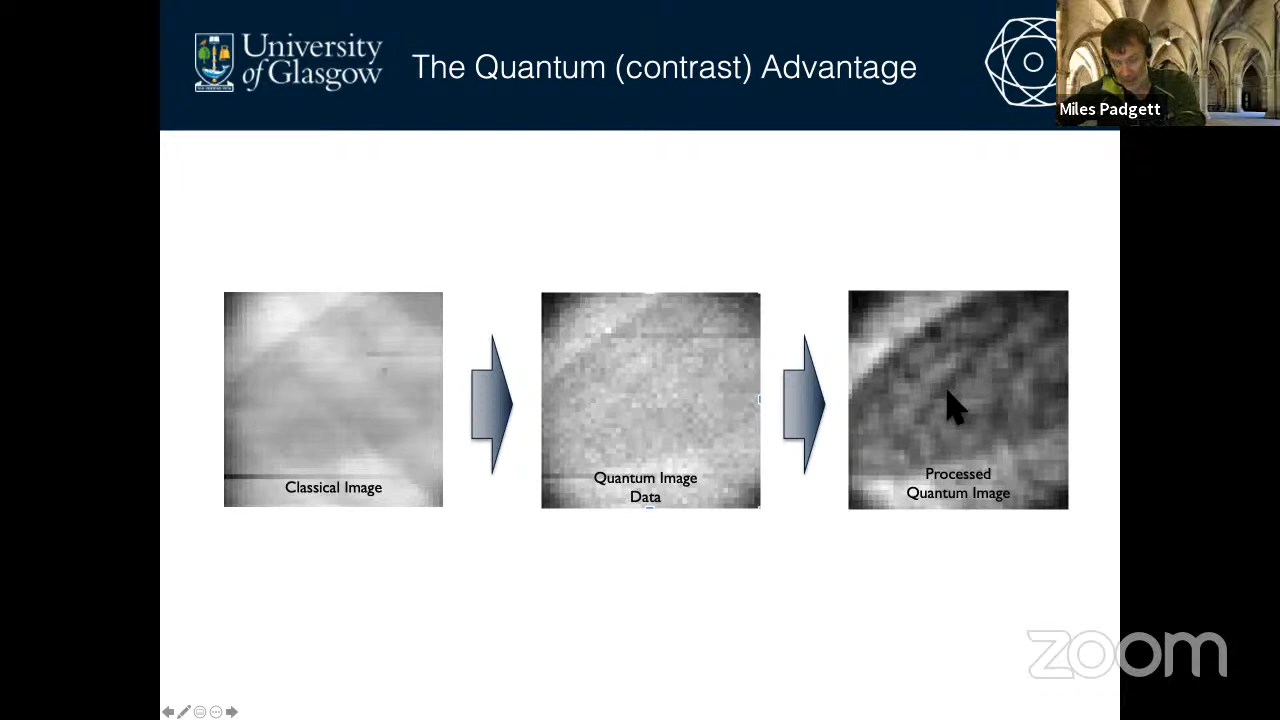 University
of Glasgow
The Quantum (contrast) Advantage
Miles Padgett
Classical Image
Quantum Image
Data
Processed
Quantum Image
zoom